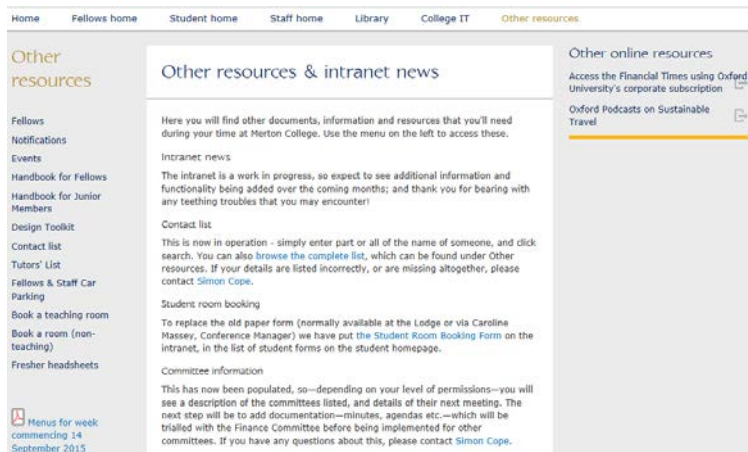 Home Fellows home Student home Staff home Library College IT Other resources
Other
resources
Fellows
Notifications
Events
Handbook for Fellows
Handbook for Junior
Members
Design Toolkit
Contact list
Tutors' List
Fellows & Staff Car
Parking
Book a teaching room
Book a room (non-
teaching)
Fresher headsheets
Menus for week
commencing 14
September 2015
Other resources & intranet news
Here you will find other documents, information and resources that you'll need
during your time at Merton College. Use the menu on the left to access these.
Intranet news
The intranet is a work in progress, so expect to see additional information and
functionality being added over the coming months; and thank you for bearing with
any teething troubles that you may encounter!
Contact list
This is now in operation - simply enter part or all of the name of someone, and click
search. You can also browse the complete list, which can be found under Other
resources. If your details are listed incorrectly, or are missing altogether, please
contact Simon Cope.
Student room booking
To replace the old paper form (normally available at the Lodge or via Caroline
Massey, Conference Manager) we have put the Student Room Booking Form on the
intranet, in the list of student forms on the student homepage.
Committee information
This has now been populated, so—depending on your level of permissions—you will
see a description of the committees listed, and details of their next meeting. The
next step will be to add documentation—minutes, agendas etc.—which will be
trialled with the Finance Committee before being implemented for other
committees. If you have any questions about this, please contact Simon Cope.
Other online resources
Access the Financial Times using Oxford
University's corporate subscription
Oxford Podcasts on Sustainable
Travel